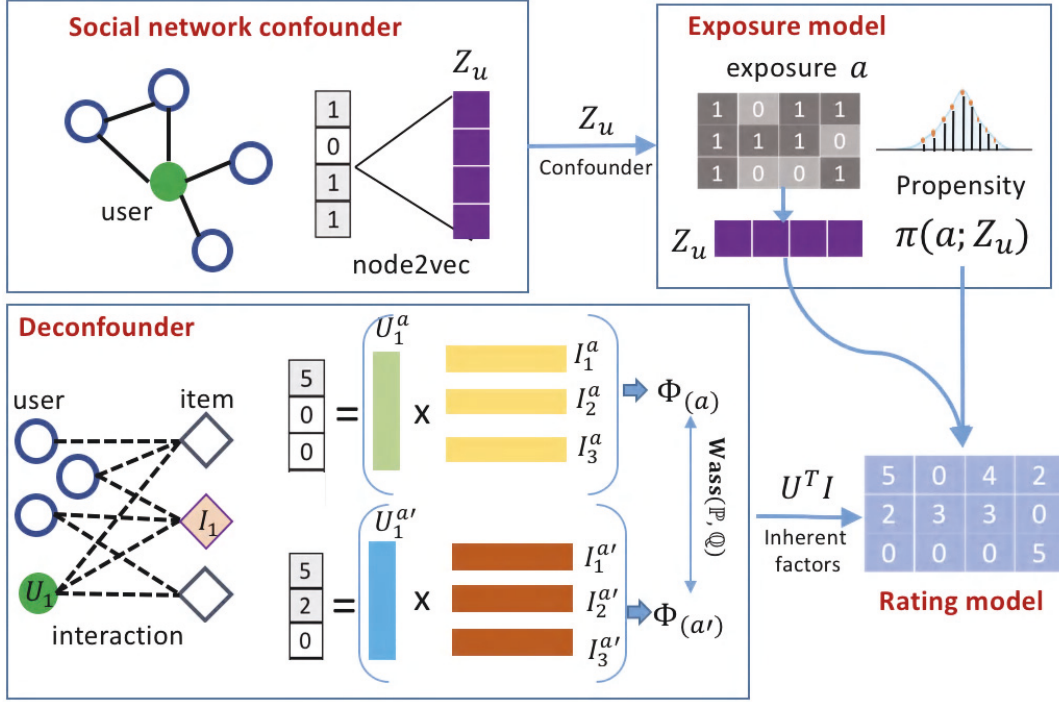 Social network confounder
Z_u
1
0
1
1
user
node2vec
Z_u
Confounder
Exposure model
exposure a
1 0 1 1
1 1 1 0
1 0 0 1
Propensity
Z_u
π(a; Z_u)
Deconfounder
user
item
I_1
U_1
interaction
5
0
0
=
U_1^a
x
I_1^a
I_2^a
I_3^a
Φ_(a)
Wass(ℙ, ℚ)
5
2
0
=
U_1^{a′}
x
I_1^{a′}
I_2^{a′}
I_3^{a′}
Φ_(a′)
U^T I
Inherent
factors
5 0 4 2
2 3 3 0
0 0 0 5
Rating model